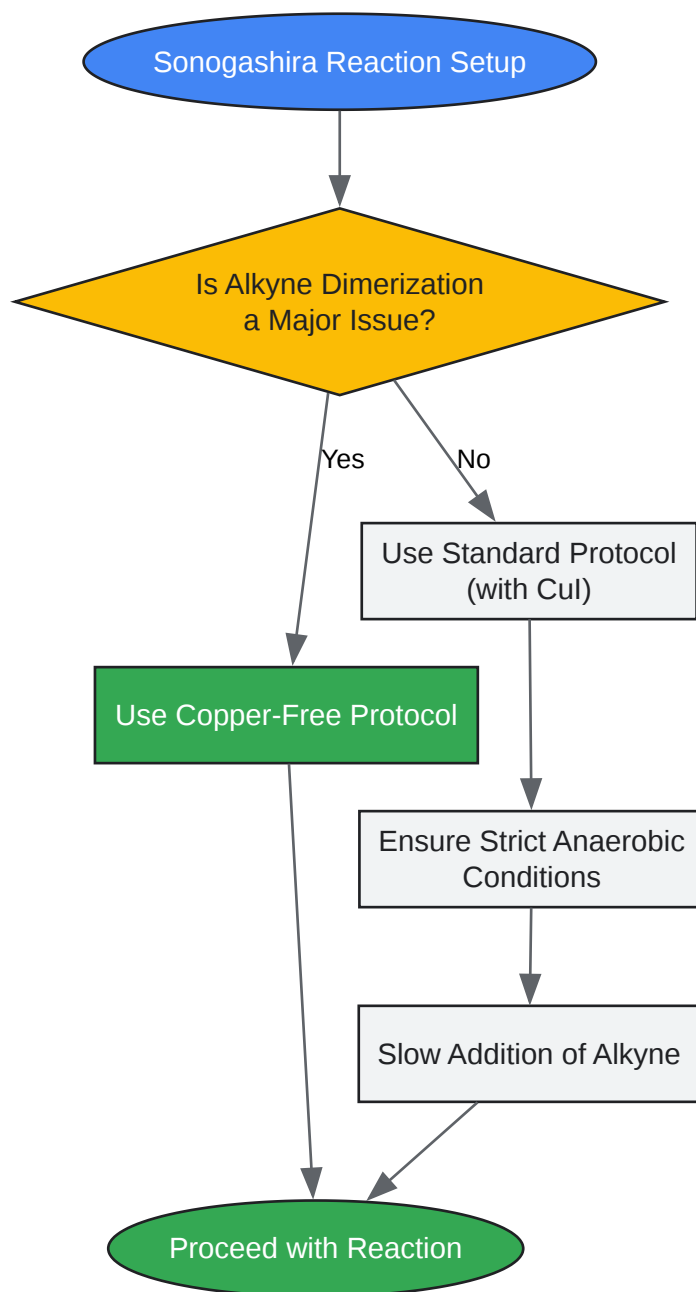 Sonogashira Reaction Setup
Is Alkyne Dimerization
a Major Issue?
Yes
No
Use Standard Protocol
(with CuI)
Use Copper-Free Protocol
Ensure Strict Anaerobic
Conditions
Slow Addition of Alkyne
Proceed with Reaction